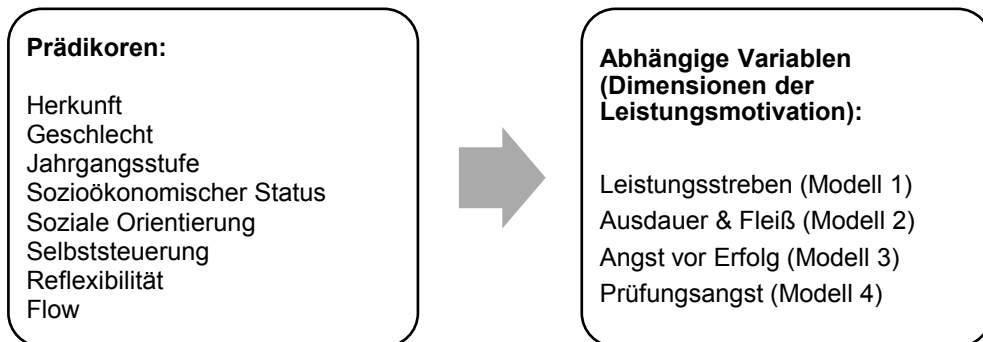 Prädikoren:
Herkunft
Geschlecht
Jahrgangsstufe
Sozioökonomischer Status
Soziale Orientierung
Selbststeuerung
Reflexibilität
Flow
Abhängige Variablen
(Dimensionen der
Leistungsmotivation):
Leistungsstreben (Modell 1)
Ausdauer & Fleiß (Modell 2)
Angst vor Erfolg (Modell 3)
Prüfungsangst (Modell 4)